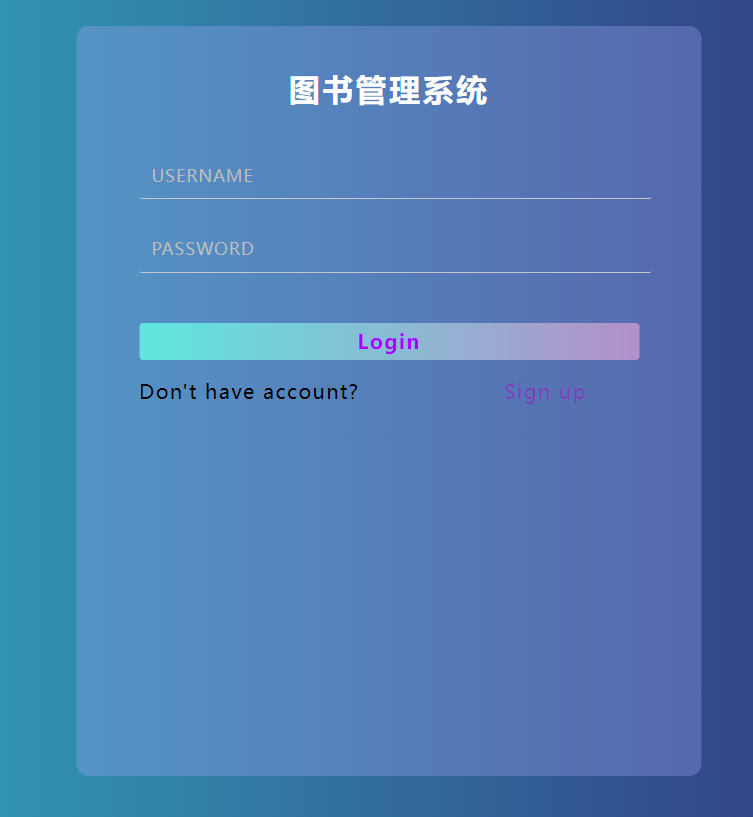 图书管理系统
USERNAME
PASSWORD
Login
Don't have account? Sign up